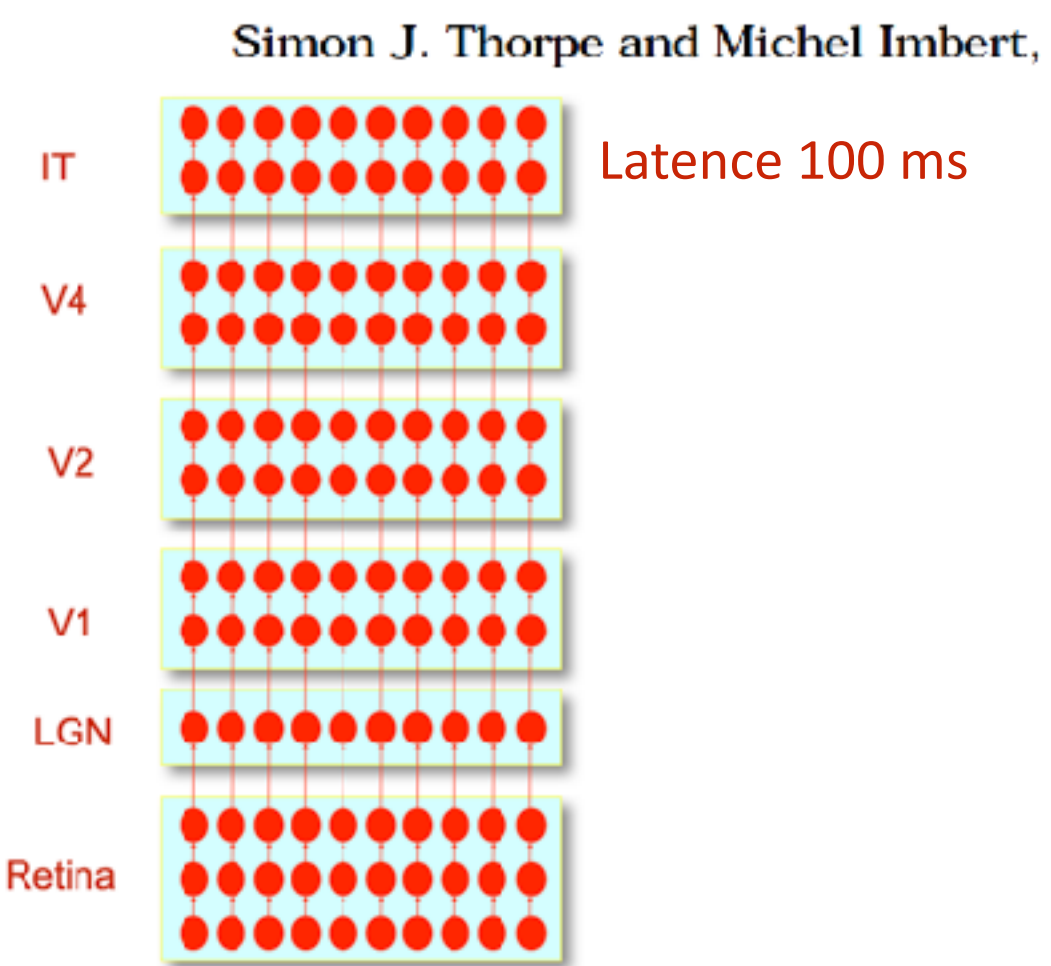 Simon J. Thorpe and Michel Imbert,
IT
Latence 100 ms
V4
V2
V1
LGN
Retina